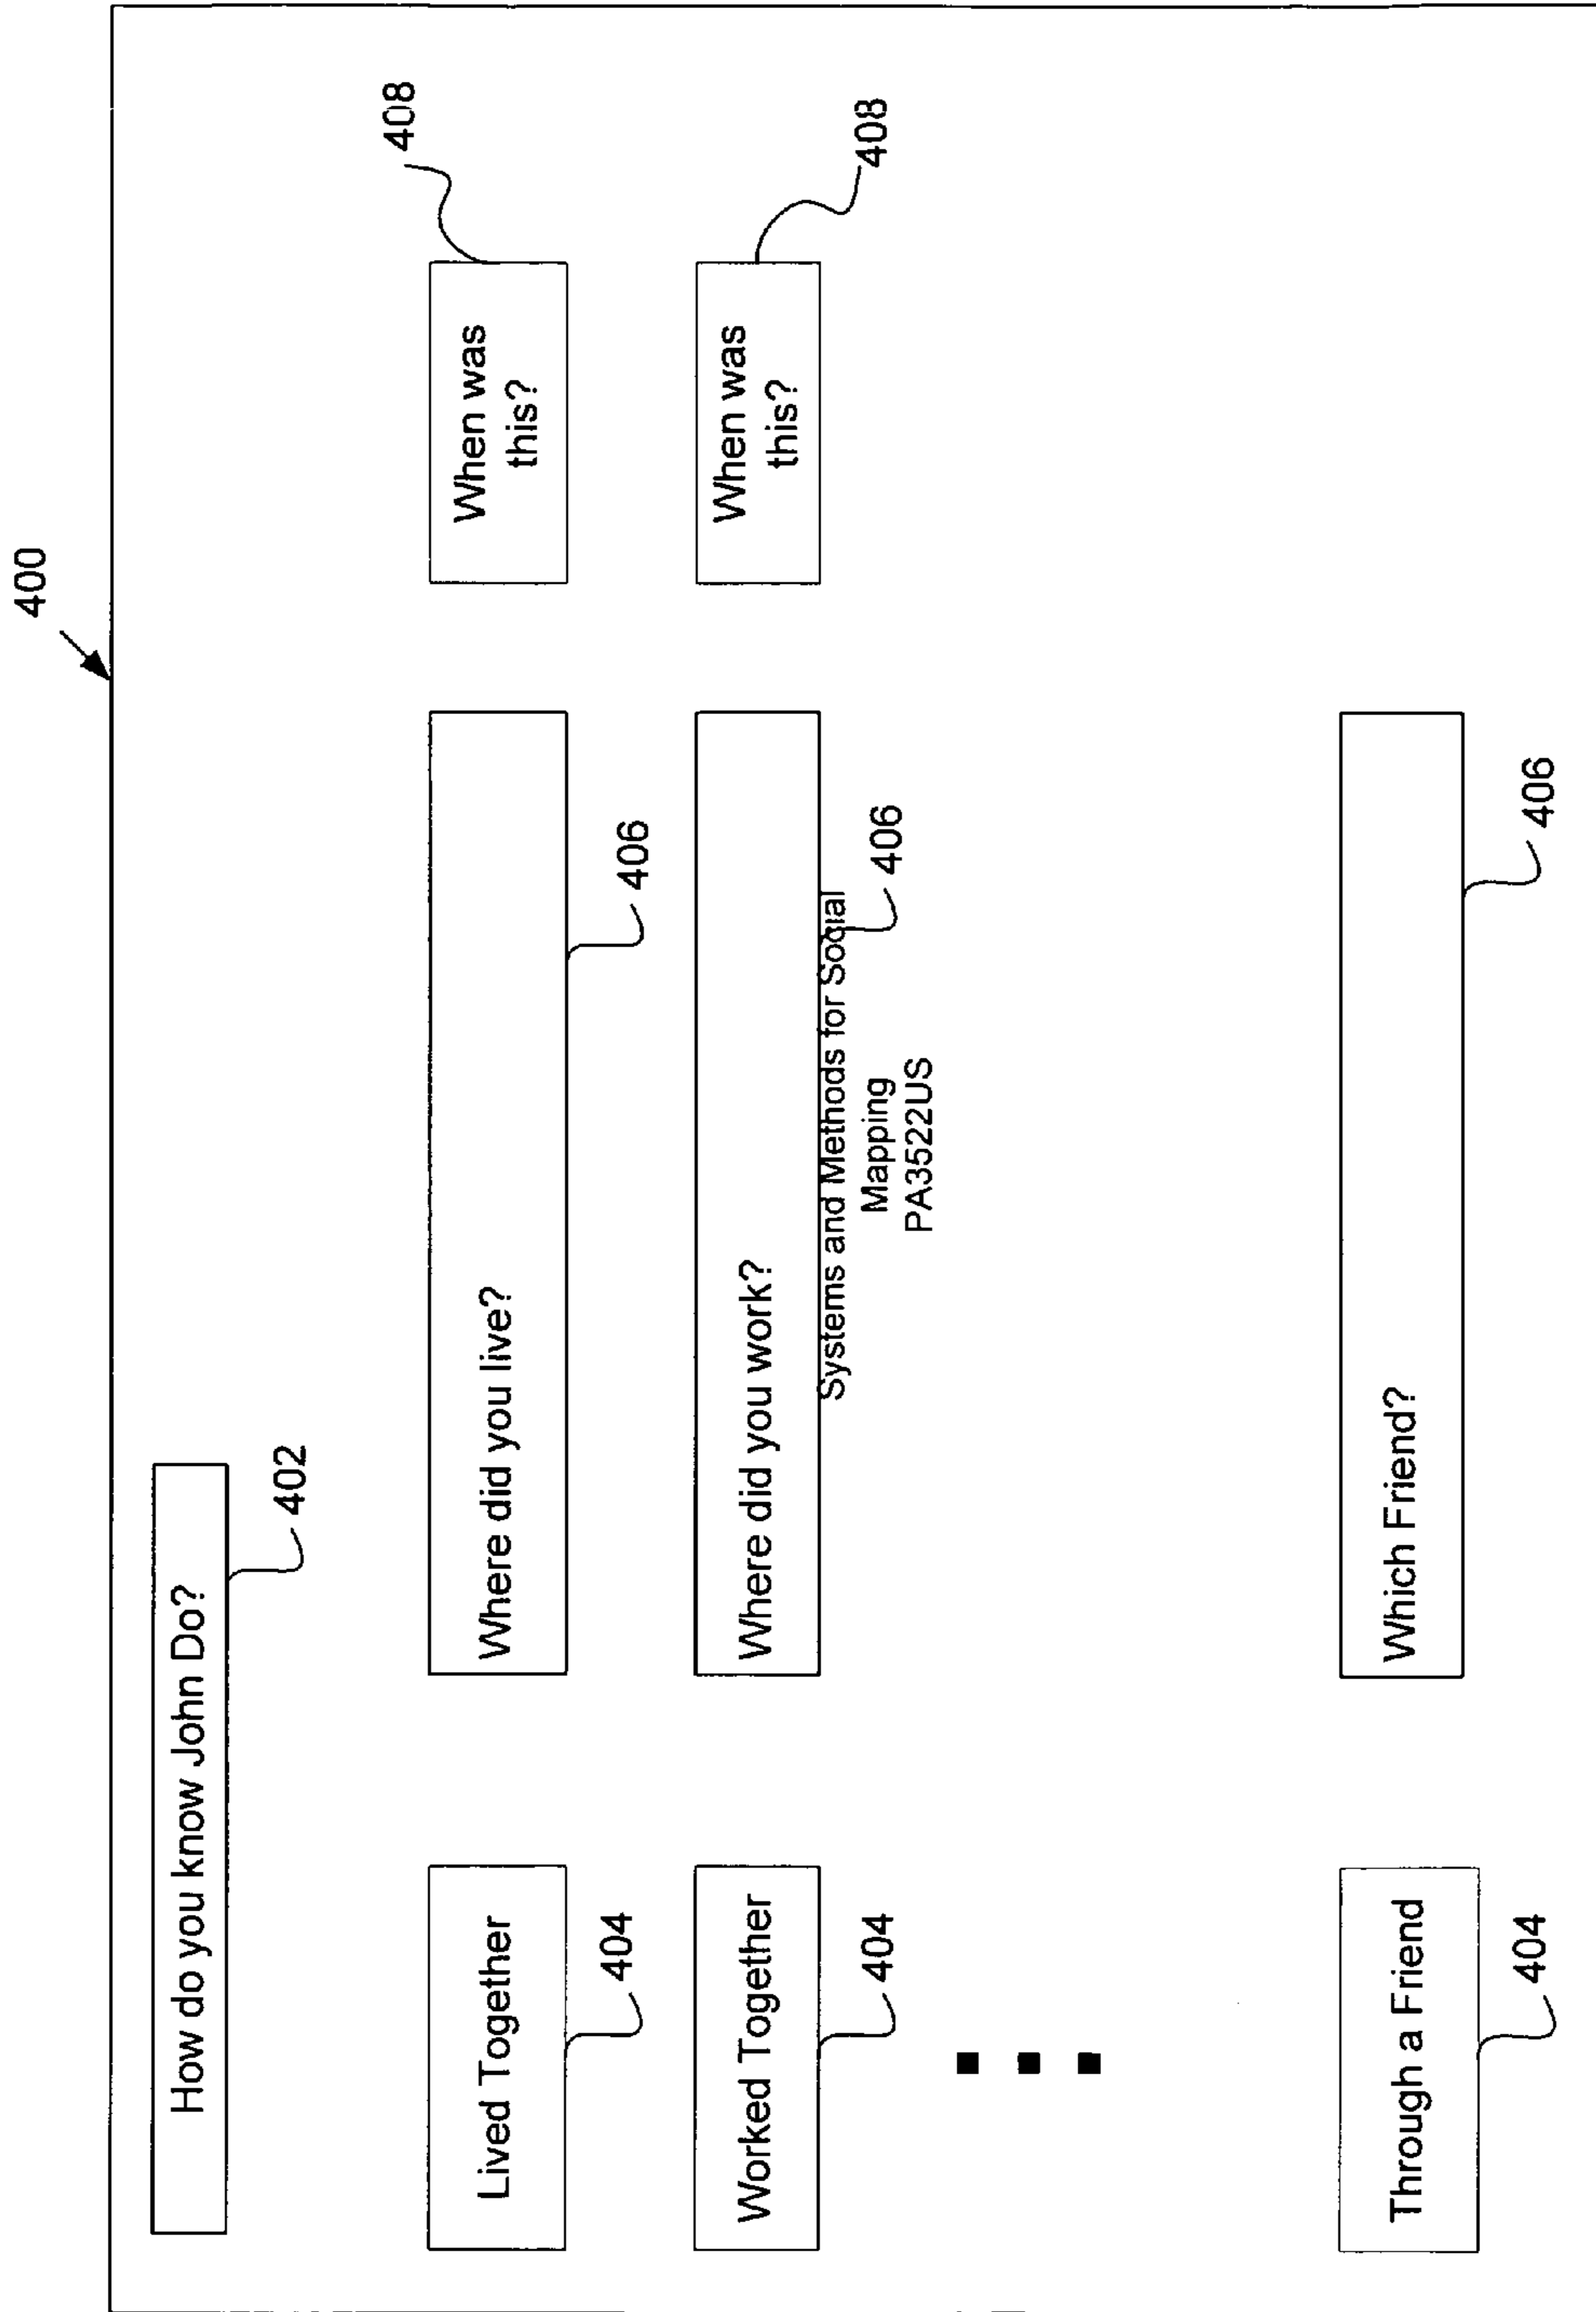 400
How do you know John Do?
402
408
Lived Together
Where did you live?
When was
this?
404
406
408
Worked Together
Where did you work?
When was
this?
404
406
Systems and Methods for Social
Mapping
PA3522US
Through a Friend
Which Friend?
404
406